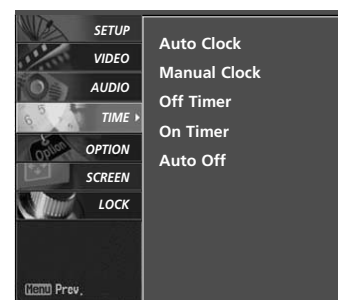 SETUP
VIDEO
AUDIO
TIME
OPTION
SCREEN
LOCK
Auto Clock
Manual Clock
Off Timer
On Timer
Auto Off
Option
Menu Prev.